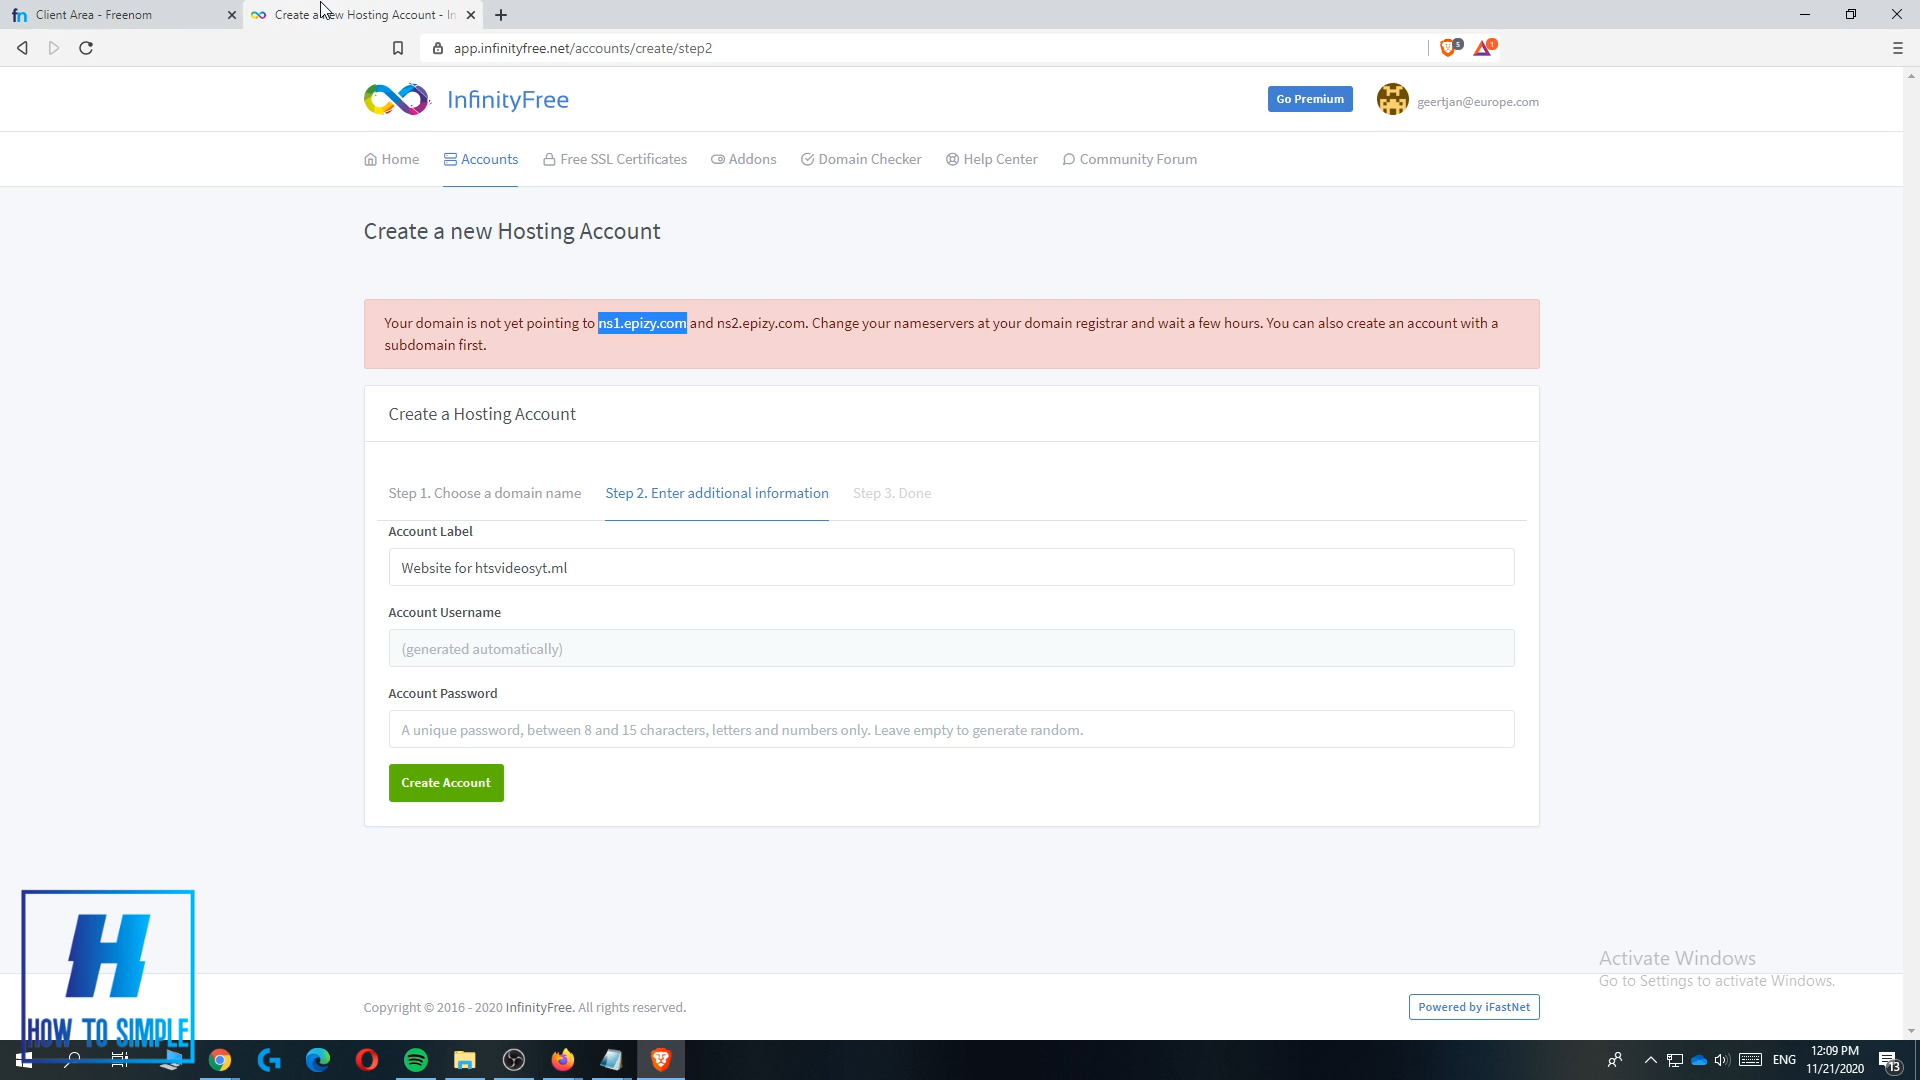 Client Area - Freenom
Create a new Hosting Account - In
app.infinityfree.net/accounts/create/step2
5
1
InfinityFree
Go Premium
geertjan@europe.com
Home
Accounts
Free SSL Certificates
Addons
Domain Checker
Help Center
Community Forum
Create a new Hosting Account
Your domain is not yet pointing to ns1.epizy.com and ns2.epizy.com. Change your nameservers at your domain registrar and wait a few hours. You can also create an account with a
subdomain first.
Create a Hosting Account
Step 1. Choose a domain name
Step 2. Enter additional information
Step 3. Done
Account Label
Website for htsvideosyt.ml
Account Username
(generated automatically)
Account Password
A unique password, between 8 and 15 characters, letters and numbers only. Leave empty to generate random.
Create Account
Activate Windows
Go to Settings to activate Windows.
Copyright © 2016 - 2020 InfinityFree. All rights reserved.
Powered by iFastNet
H
HOW TO SIMPLE
ENG
12:09 PM
11/21/2020
13